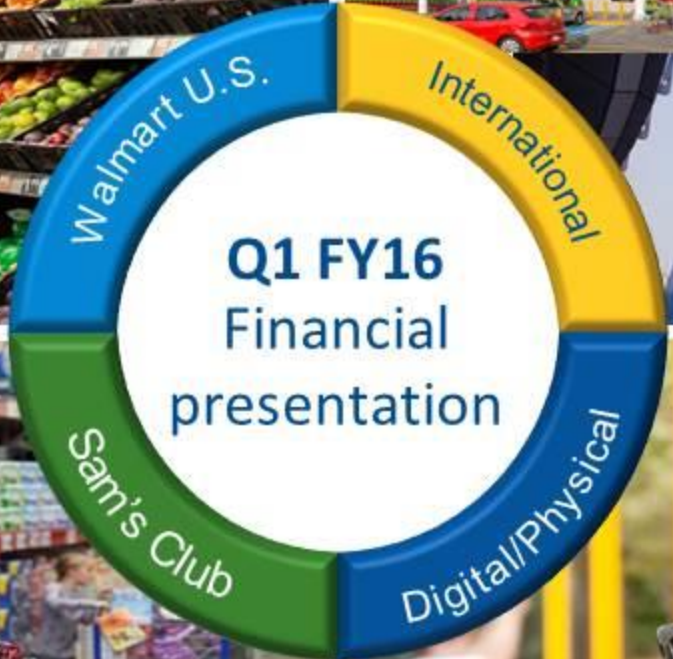 Walmart U.S.
International
Q1 FY16
Financial
presentation
Sam's Club
Digital/Physical